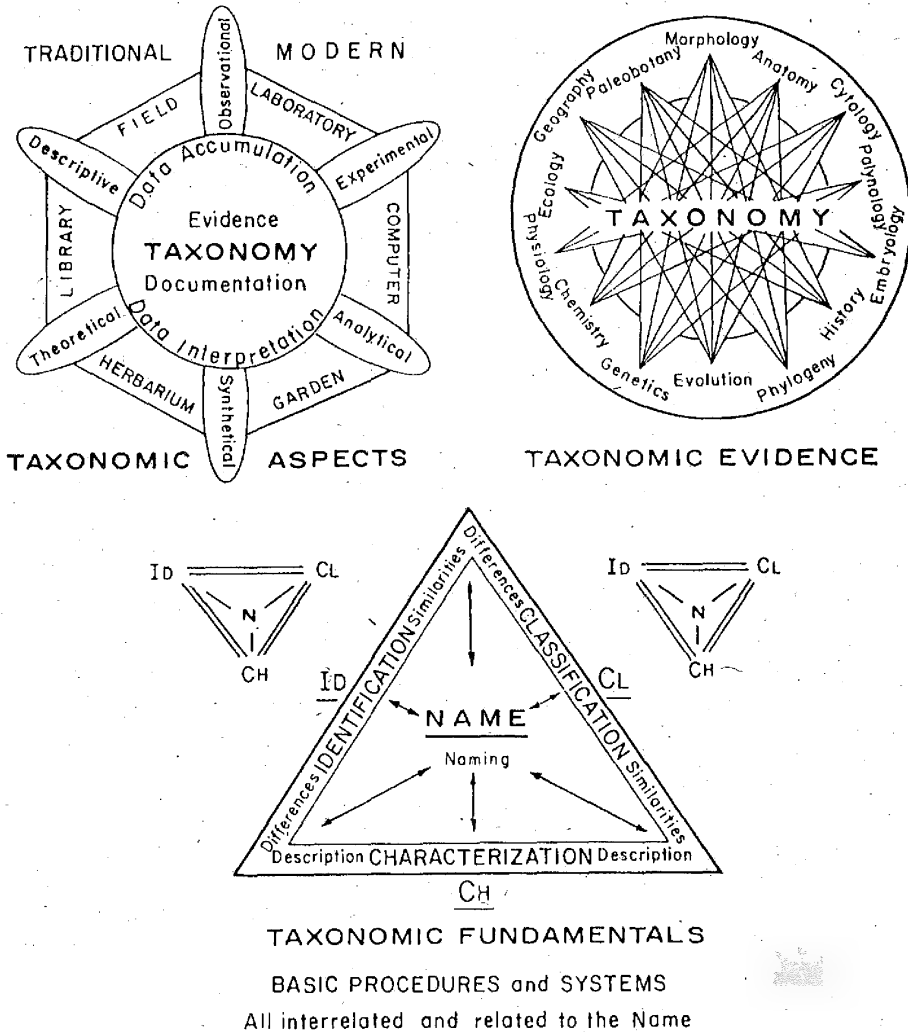 TRADITIONAL MODERN
Observational
FIELD
LABORATORY
Descriptive
Experimental
Data Accumulation
Evidence
TAXONOMY
Documentation
LIBRARY
COMPUTER
Data Interpretation
Theoretical
Analytical
HERBARIUM
Synthetical
GARDEN
TAXONOMIC ASPECTS
Morphology
Paleobotany
Anatomy
Geography
Cytology
Ecology
Palynology
TAXONOMY
Physiology
Embryology
Chemistry
History
Genetics
Evolution
Phylogeny
TAXONOMIC EVIDENCE
ID CL
N
CH
ID CL
N
CH
Differences IDENTIFICATION Similarities
Differences CLASSIFICATION Similarities
ID
CL
NAME
Naming
Description CHARACTERIZATION Description
CH
TAXONOMIC FUNDAMENTALS
BASIC PROCEDURES and SYSTEMS
All interrelated and related to the Name